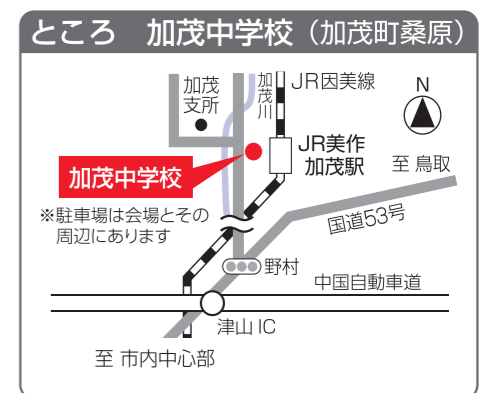 ところ 加茂中学校（加茂町桑原）
加茂
支所
加茂川
JR因美線
N
JR美作
加茂駅
至 鳥取
加茂中学校
※駐車場は会場とその
周辺にあります
国道53号
野村
中国自動車道
津山 IC
至 市内中心部